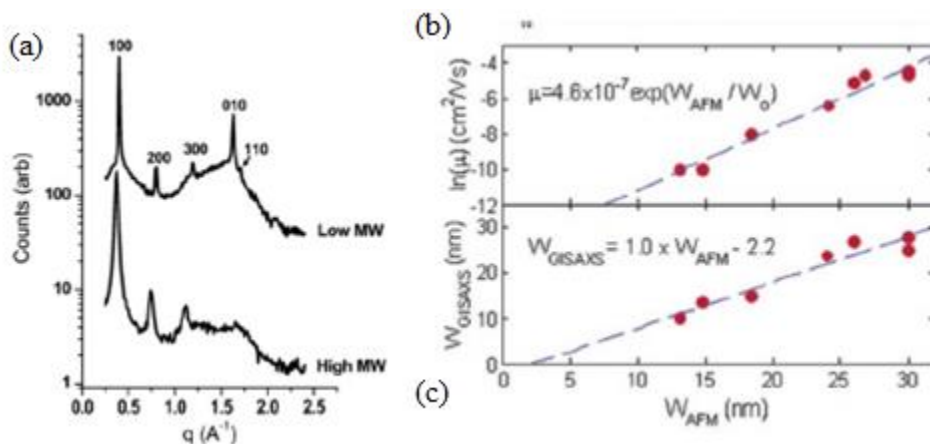 (a)
100
200
300
010
110
Low MW
High MW
Counts (arb)
1000
100
10
1
0.0 0.5 1.0 1.5 2.0 2.5
q (A⁻¹)
(b)
μ=4.6x10⁻⁷exp(W_AFM /W_o)
ln(μ) (cm²/Vs)
-4
-6
-8
-10
-12
W_GISAXS = 1.0 x W_AFM - 2.2
W_GISAXS (nm)
30
20
10
0
0 5 10 15 20 25 30
W_AFM (nm)
(c)